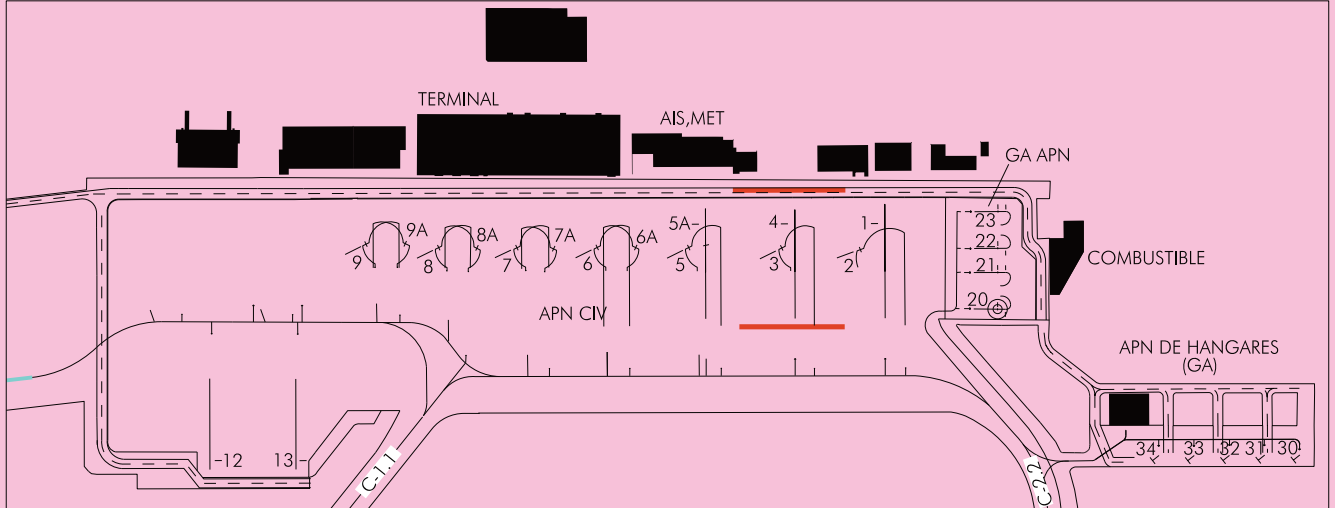 TERMINAL
AIS,MET
GA APN
23
22
21
20
COMBUSTIBLE
9A
9
8A
8
7A
7
6A
6
5A
5
4
3
1
2
APN CIV
APN DE HANGARES
(GA)
12
13
34
33
32
31
30
C-1.1
C-2.2